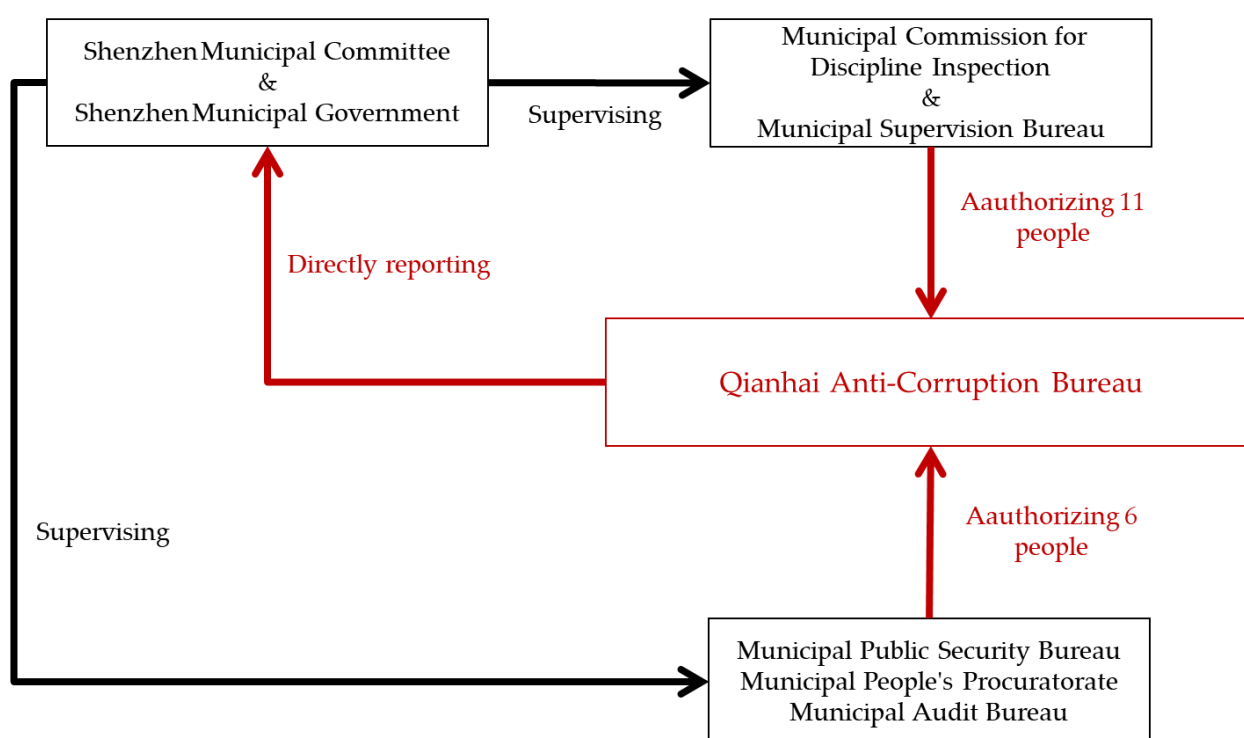 Shenzhen Municipal Committee
&
Shenzhen Municipal Government
Supervising
Municipal Commission for
Discipline Inspection
&
Municipal Supervision Bureau
Aauthorizing 11
people
Directly reporting
Qianhai Anti-Corruption Bureau
Supervising
Aauthorizing 6
people
Municipal Public Security Bureau
Municipal People's Procuratorate
Municipal Audit Bureau